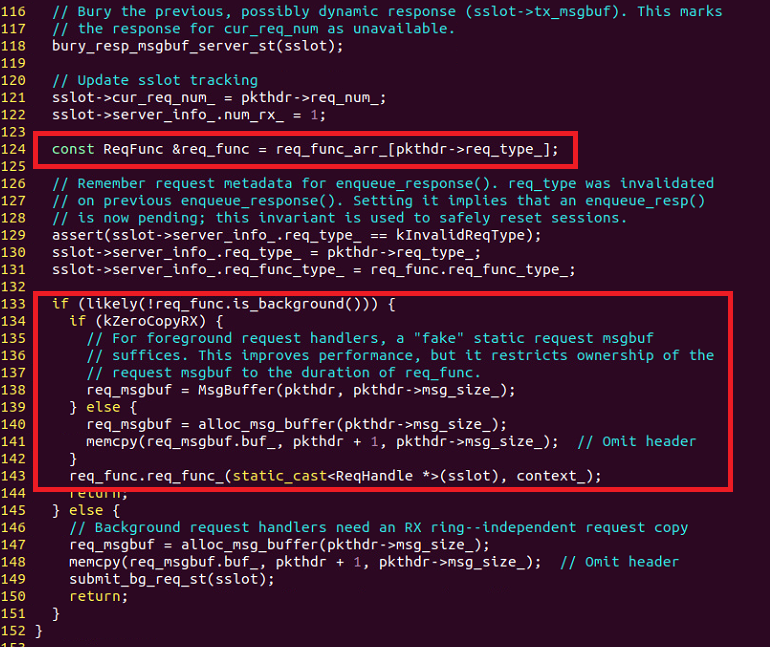 116   // Bury the previous, possibly dynamic response (sslot->tx_msgbuf). This marks
117   // the response for cur_req_num as unavailable.
118   bury_resp_msgbuf_server_st(sslot);
119
120   // Update sslot tracking
121   sslot->cur_req_num_ = pkthdr->req_num_;
122   sslot->server_info_.num_rx_ = 1;
123
124   const ReqFunc &req_func = req_func_arr_[pkthdr->req_type_];
125
126   // Remember request metadata for enqueue_response(). req_type was invalidated
127   // on previous enqueue_response(). Setting it implies that an enqueue_resp()
128   // is now pending; this invariant is used to safely reset sessions.
129   assert(sslot->server_info_.req_type_ == kInvalidReqType);
130   sslot->server_info_.req_type_ = pkthdr->req_type_;
131   sslot->server_info_.req_func_type_ = req_func.req_func_type_;
132
133   if (likely(!req_func.is_background())) {
134     if (kZeroCopyRX) {
135       // For foreground request handlers, a "fake" static request msgbuf
136       // suffices. This improves performance, but it restricts ownership of the
137       // request msgbuf to the duration of req_func.
138       req_msgbuf = MsgBuffer(pkthdr, pkthdr->msg_size_);
139     } else {
140       req_msgbuf = alloc_msg_buffer(pkthdr->msg_size_);
141       memcpy(req_msgbuf.buf_, pkthdr + 1, pkthdr->msg_size_);  // Omit header
142     }
143     req_func.req_func_(static_cast<ReqHandle *>(sslot), context_);
144     return;
145   } else {
146     // Background request handlers need an RX ring--independent request copy
147     req_msgbuf = alloc_msg_buffer(pkthdr->msg_size_);
148     memcpy(req_msgbuf.buf_, pkthdr + 1, pkthdr->msg_size_);  // Omit header
149     submit_bg_req_st(sslot);
150     return;
151   }
152 }